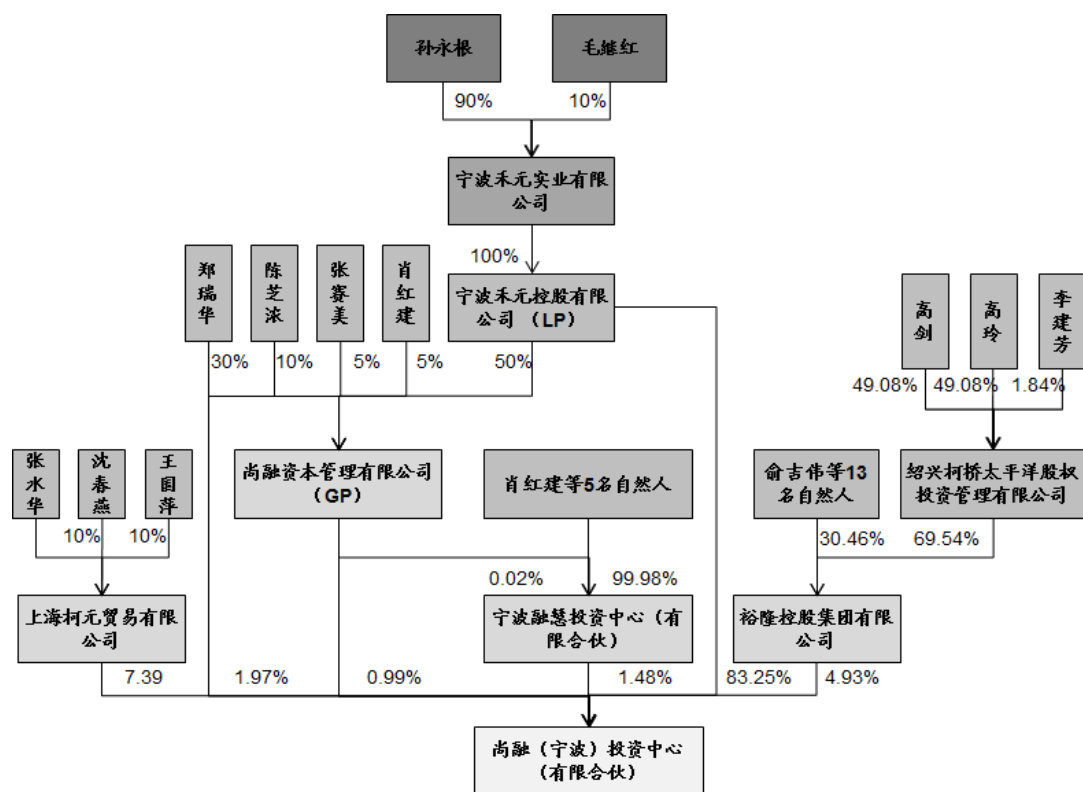 孙永根
毛继红
90%
10%
宁波禾元实业有限
公司
100%
郑瑞华
陈芝浓
张赛美
肖红建
宁波禾元控股有限
公司（LP）
高剑
高玲
李建芳
30%
10%
5%
5%
50%
49.08%
49.08%
1.84%
张水华
沈春燕
王国萍
尚融资本管理有限公司
（GP）
肖红建等5名自然人
俞吉伟等13
名自然人
绍兴柯桥太平洋股权
投资管理有限公司
10%
10%
30.46%
69.54%
0.02%
99.98%
上海柯元贸易有限
公司
宁波融慧投资中心（有
限合伙）
裕隆控股集团有限
公司
7.39
1.97%
0.99%
1.48%
83.25%
4.93%
尚融（宁波）投资中心
（有限合伙）